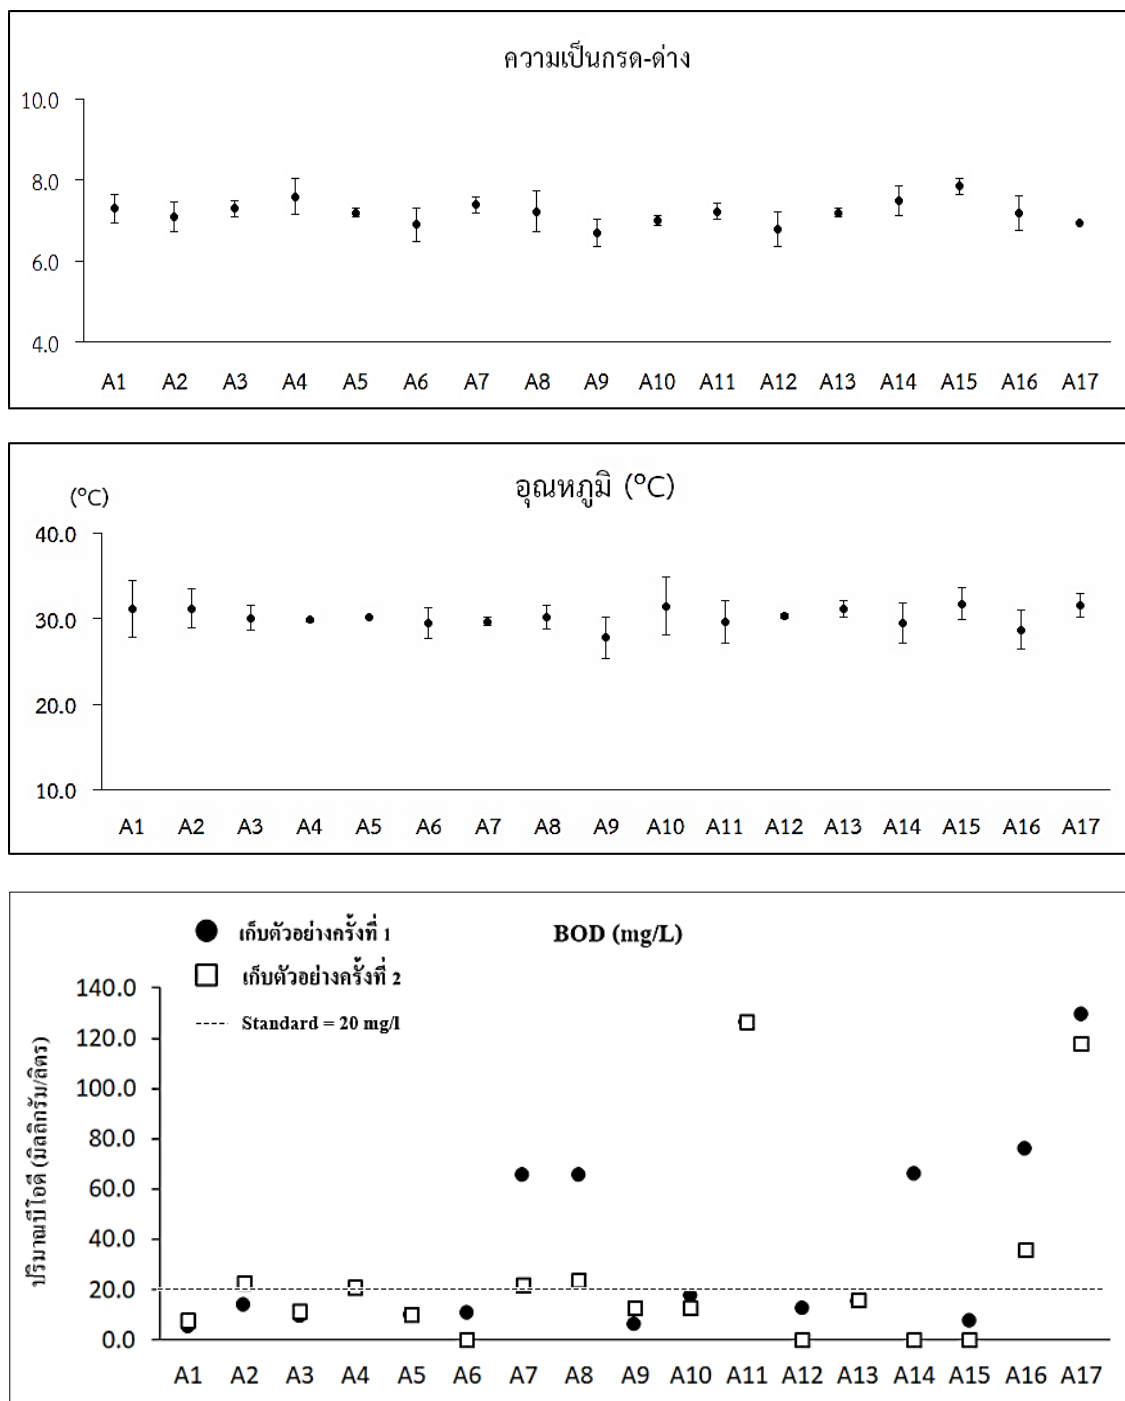 ความเป็นกรด-ด่าง
10.0
8.0
6.0
4.0
A1 A2 A3 A4 A5 A6 A7 A8 A9 A10 A11 A12 A13 A14 A15 A16 A17
อุณหภูมิ (°C)
(°C)
40.0
30.0
20.0
10.0
A1 A2 A3 A4 A5 A6 A7 A8 A9 A10 A11 A12 A13 A14 A15 A16 A17
เก็บตัวอย่างครั้งที่ 1
BOD (mg/L)
เก็บตัวอย่างครั้งที่ 2
Standard = 20 mg/l
ปริมาณบีโอดี (มิลลิกรัม/ลิตร)
140.0
120.0
100.0
80.0
60.0
40.0
20.0
0.0
A1 A2 A3 A4 A5 A6 A7 A8 A9 A10 A11 A12 A13 A14 A15 A16 A17